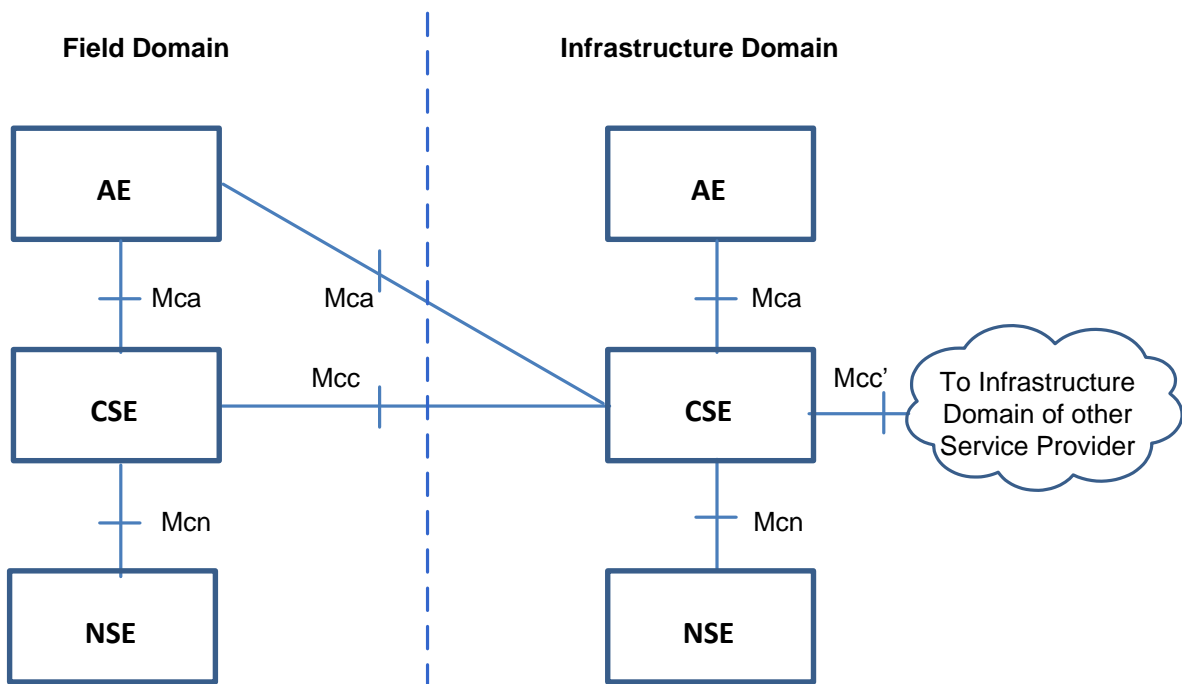 Field Domain
Infrastructure Domain
AE
AE
Mca
Mca
Mca
CSE
Mcc
CSE
Mcc’
To Infrastructure
Domain of other
Service Provider
Mcn
Mcn
NSE
NSE